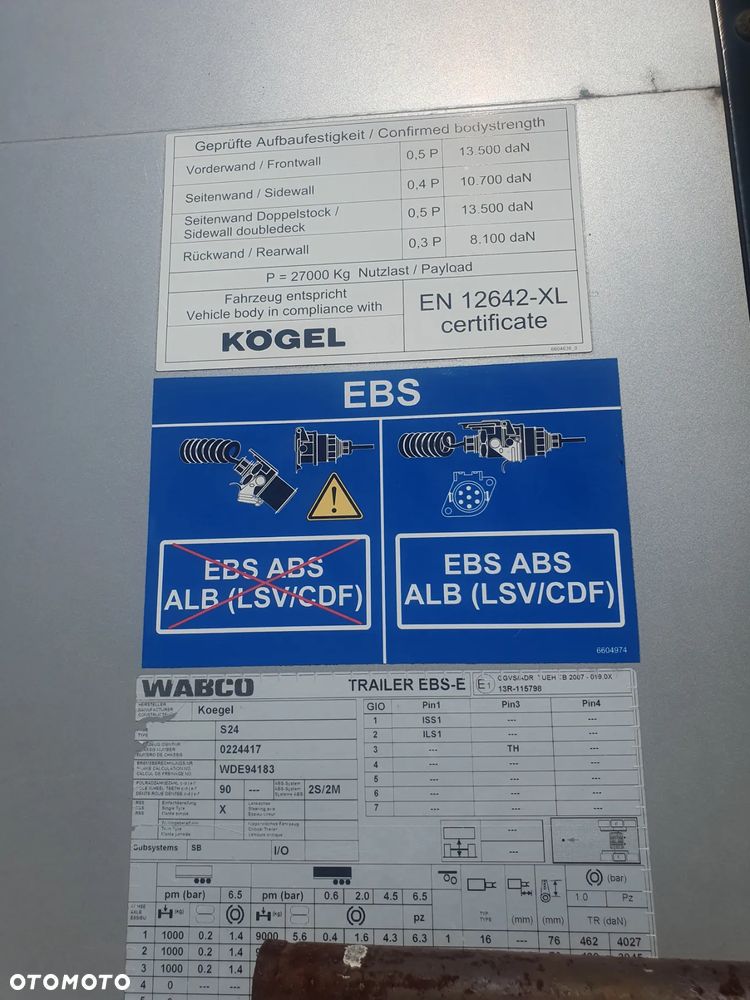 Geprüfte Aufbaufestigkeit / Confirmed bodystrength
Vorderwand / Frontwall 0,5 P 13.500 daN
Seitenwand / Sidewall 0,4 P 10.700 daN
Seitenwand Doppelstock /
Sidewall doubledeck 0,5 P 13.500 daN
Rückwand / Rearwall 0,3 P 8.100 daN
P = 27000 Kg Nutzlast / Payload
Fahrzeug entspricht
Vehicle body in compliance with
KÖGEL
EN 12642-XL
certificate
EBS
EBS ABS
ALB (LSV/CDF)
EBS ABS
ALB (LSV/CDF)
6604974
WABCO TRAILER EBS-E E1
13R-115798
Koegel
S24
0224417
WDE94183
90 --- 2S/2M
X
GIO Pin1 Pin3 Pin4
1 ISS1 --- ---
2 ILS1 --- ---
3 --- TH ---
4 --- --- ---
5 --- --- ---
6 --- --- ---
7 --- --- ---
---
---
Subsystems SB I/O
(bar)
1.0 Pz
pm (bar) 6.5 pm (bar) 0.6 2.0 4.5 6.5
(kg) (kg) pz (mm) (mm) TR (daN)
1 1000 0.2 1.4 9000 5.6 0.4 1.6 4.3 6.3 1 16 --- 76 462 4027
2 1000 0.2 1.4
3 1000 0.2 1.4
4 0 --- ---
OTOMOTO